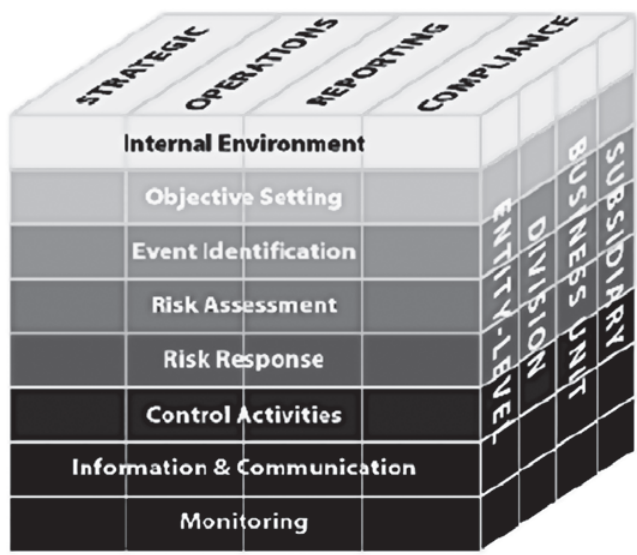 STRATEGIC
OPERATIONS
REPORTING
COMPLIANCE
Internal Environment
Objective Setting
Event Identification
Risk Assessment
Risk Response
Control Activities
Information & Communication
Monitoring
ENTITY-LEVEL
DIVISION
BUSINESS UNIT
SUBSIDIARY